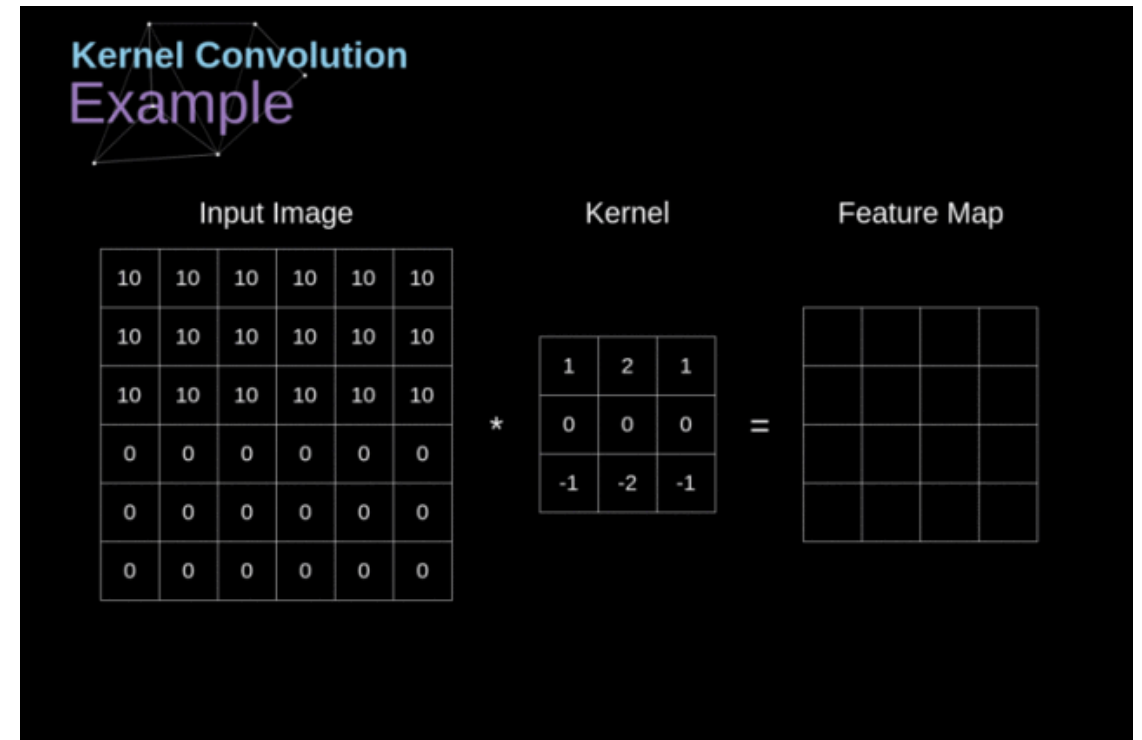 Kernel Convolution
Example
Input Image Kernel Feature Map
10 10 10 10 10 10
10 10 10 10 10 10
1 2 1
10 10 10 10 10 10
* 0 0 0 =
0 0 0 0 0 0
-1 -2 -1
0 0 0 0 0 0
0 0 0 0 0 0